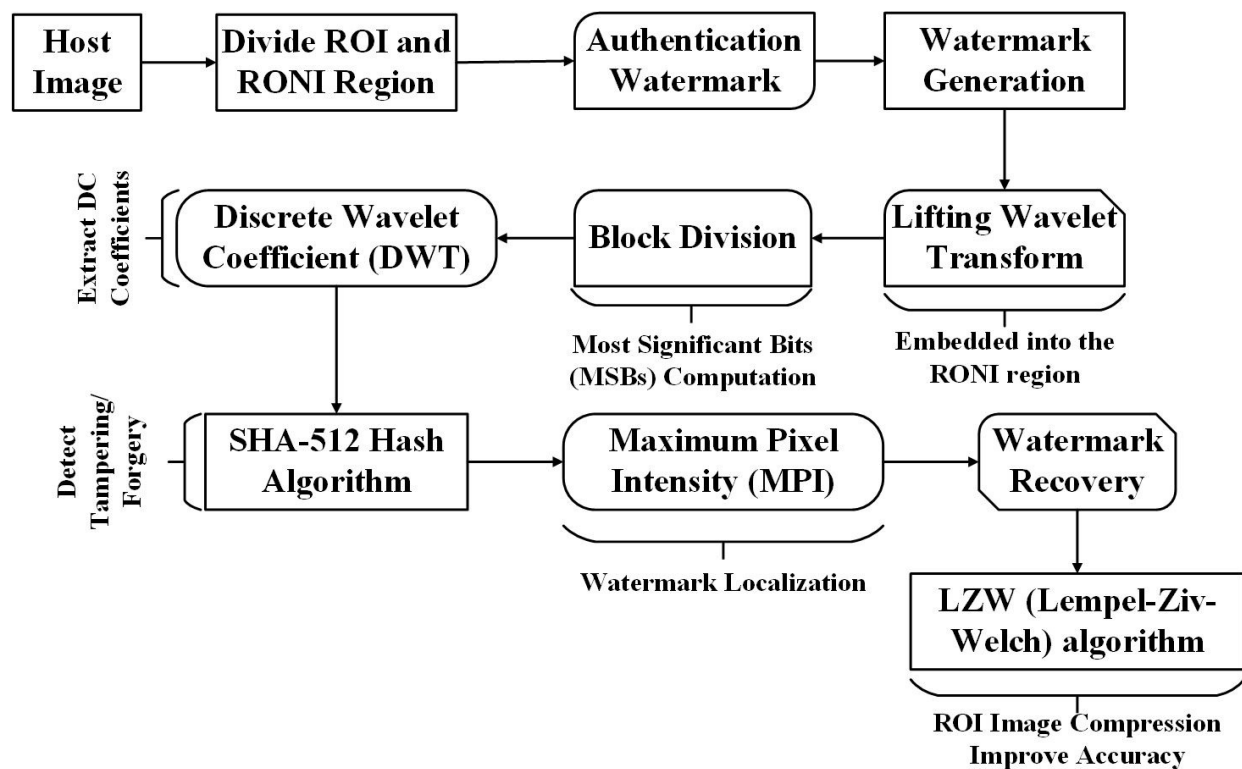 Host
Image
Divide ROI and
RONI Region
Authentication
Watermark
Watermark
Generation
Lifting Wavelet
Transform
Embedded into the
RONI region
Block Division
Most Significant Bits
(MSBs) Computation
Discrete Wavelet
Coefficient (DWT)
Extract DC
Coefficients
SHA-512 Hash
Algorithm
Detect
Tampering/
Forgery
Maximum Pixel
Intensity (MPI)
Watermark Localization
Watermark
Recovery
LZW (Lempel-Ziv-
Welch) algorithm
ROI Image Compression
Improve Accuracy